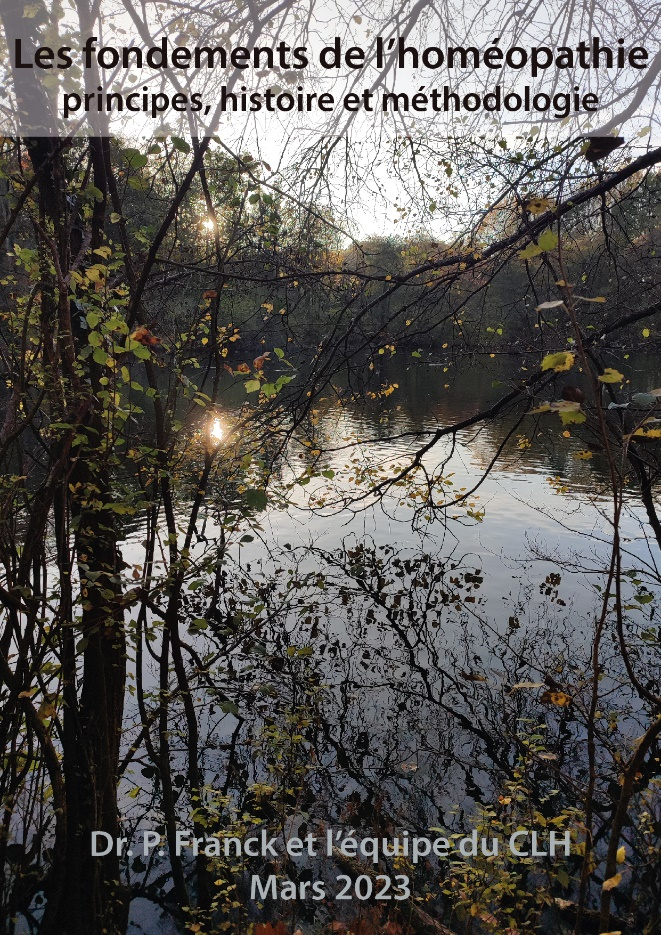 Les fondements de l'homéopathie
principes, histoire et méthodologie
Dr. P. Franck et l'équipe du CLH
Mars 2023